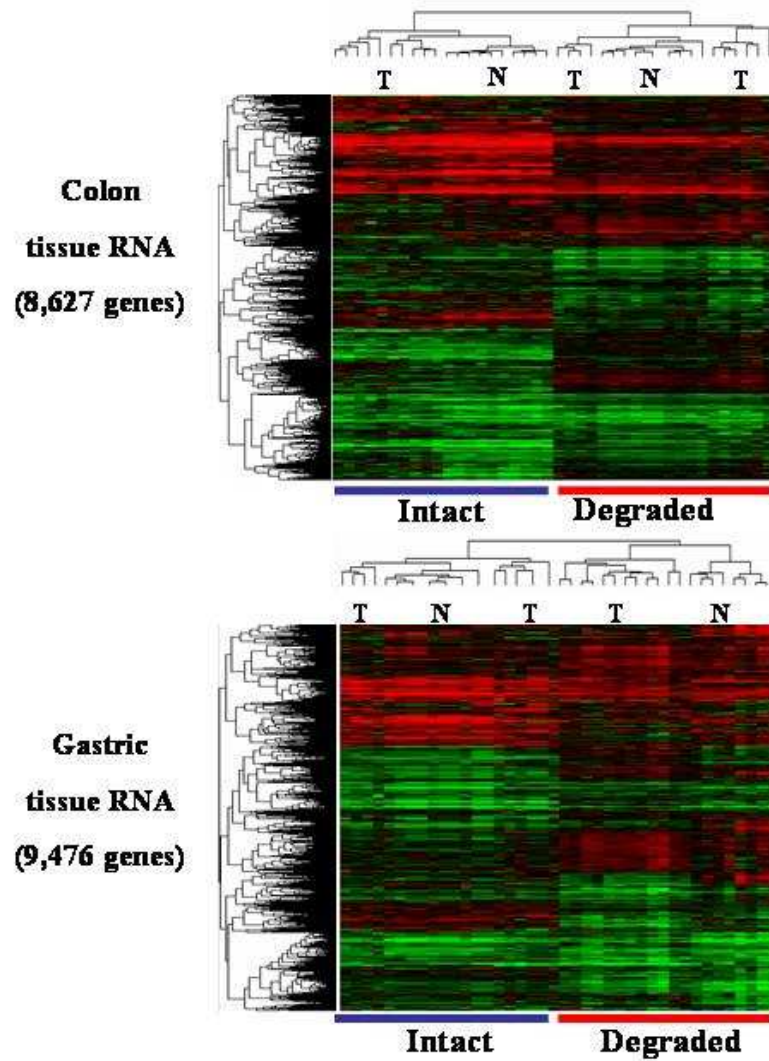 T N T N T
Colon
tissue RNA
(8,627 genes)
Intact Degraded
T N T T N
Gastric
tissue RNA
(9,476 genes)
Intact Degraded